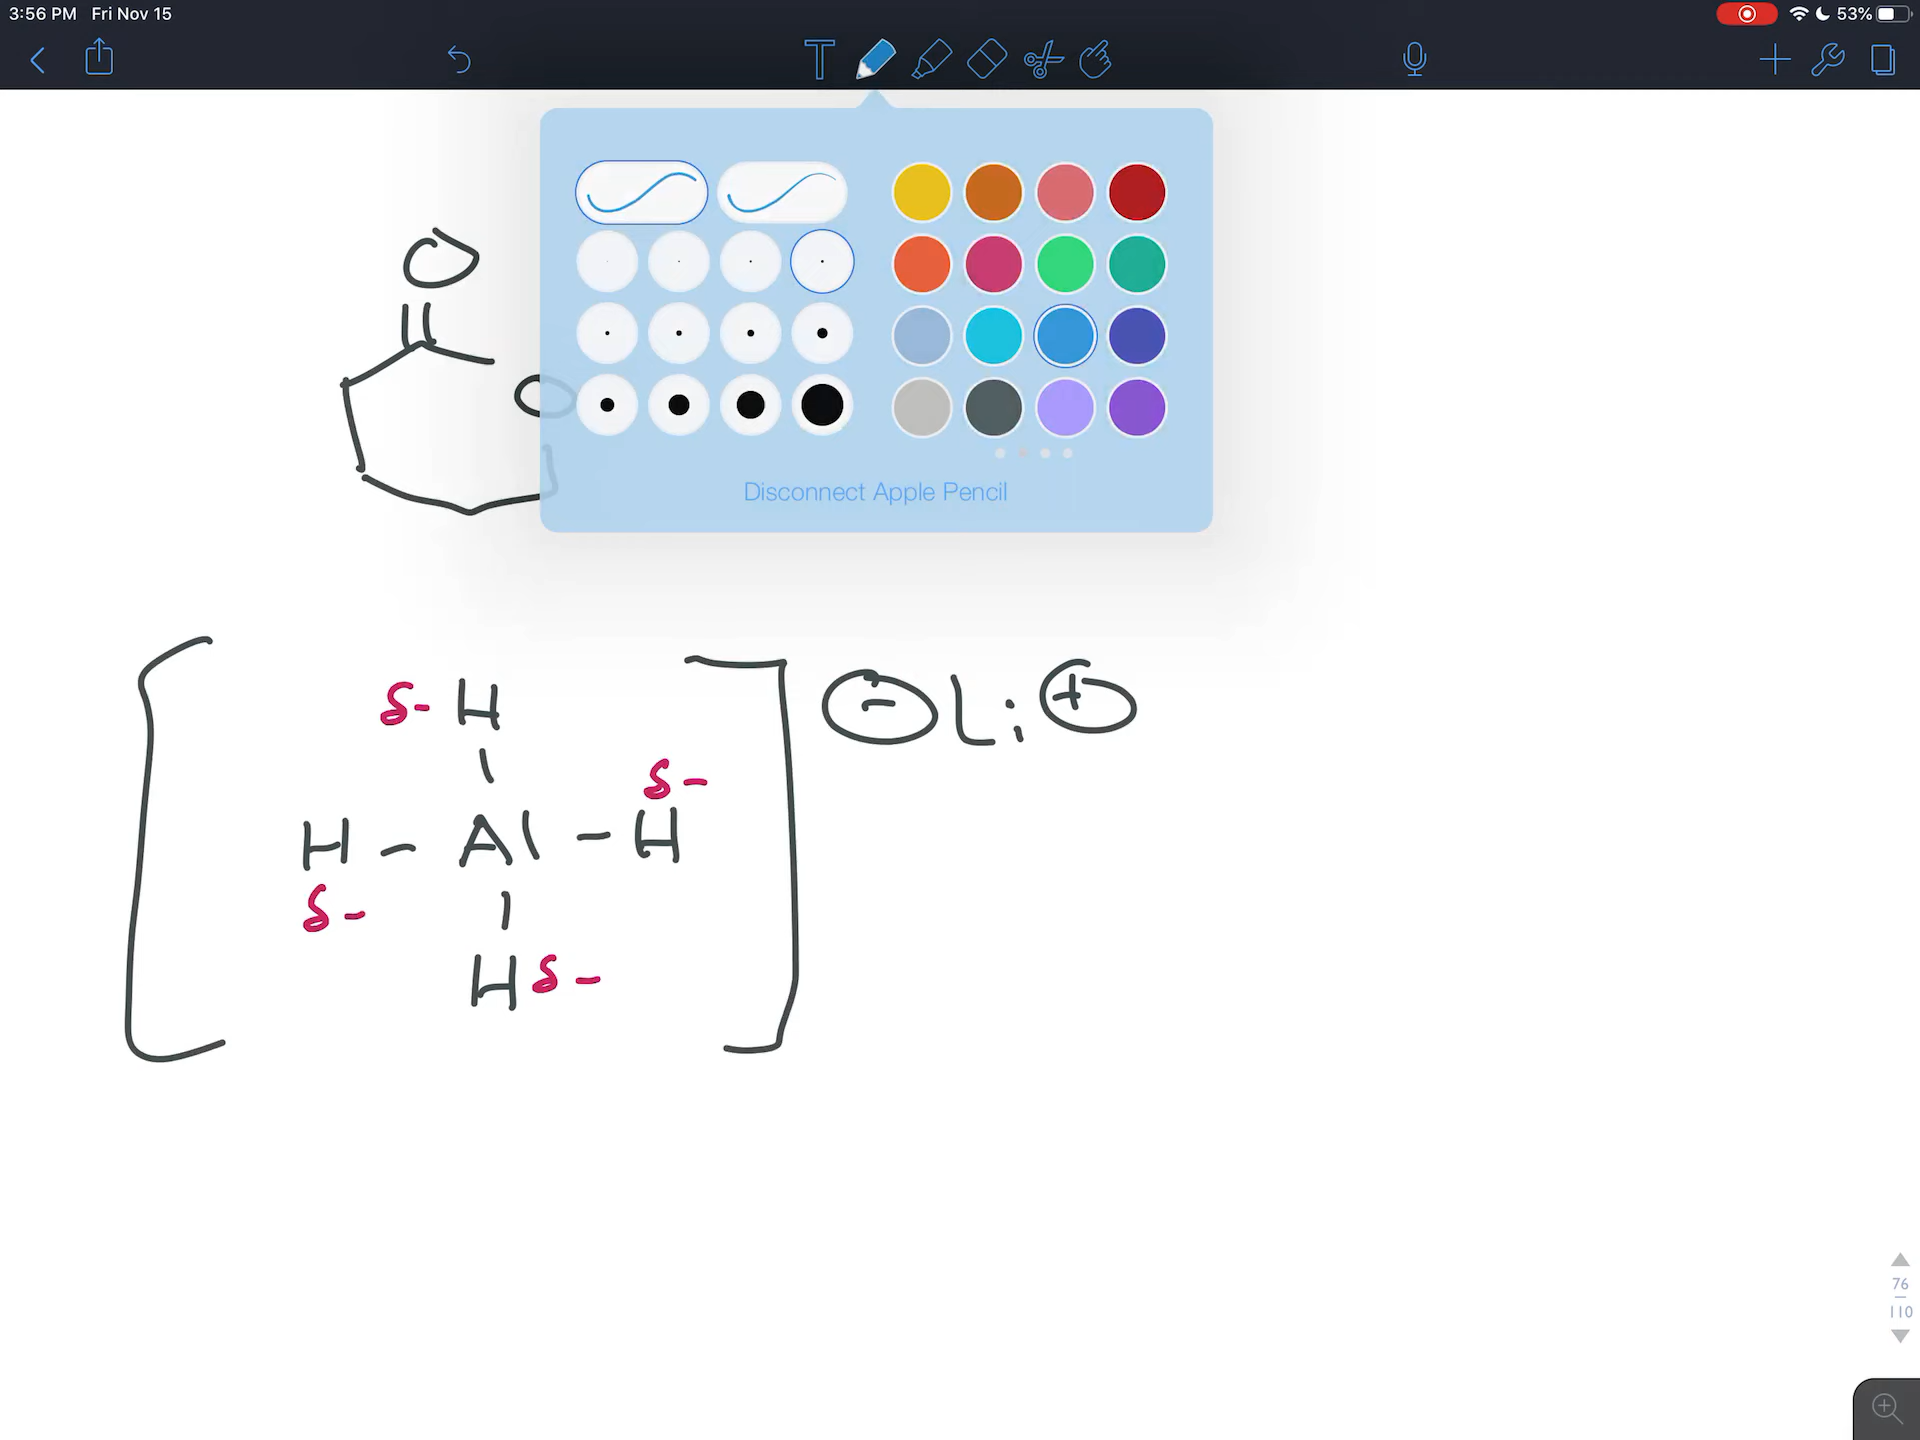 3:56 PM Fri Nov 15
53%
T
O
O
Disconnect Apple Pencil
δ- H
- Li +
δ-
H - Al - H
δ-
H δ-
76
110